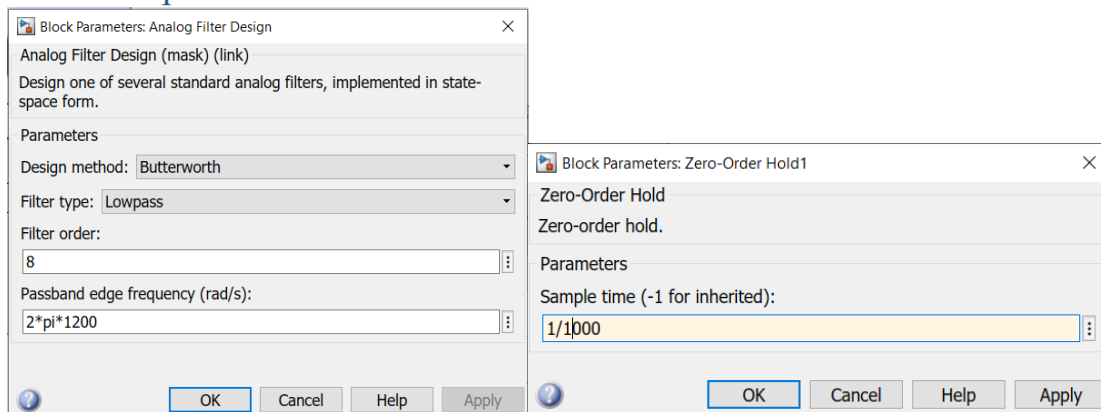 Block Parameters: Analog Filter Design
Analog Filter Design (mask) (link)
Design one of several standard analog filters, implemented in state-
space form.
Parameters
Design method: Butterworth
Filter type: Lowpass
Filter order:
8
Passband edge frequency (rad/s):
2*pi*1200
OK Cancel Help Apply
Block Parameters: Zero-Order Hold1
Zero-Order Hold
Zero-order hold.
Parameters
Sample time (-1 for inherited):
1/1000
OK Cancel Help Apply